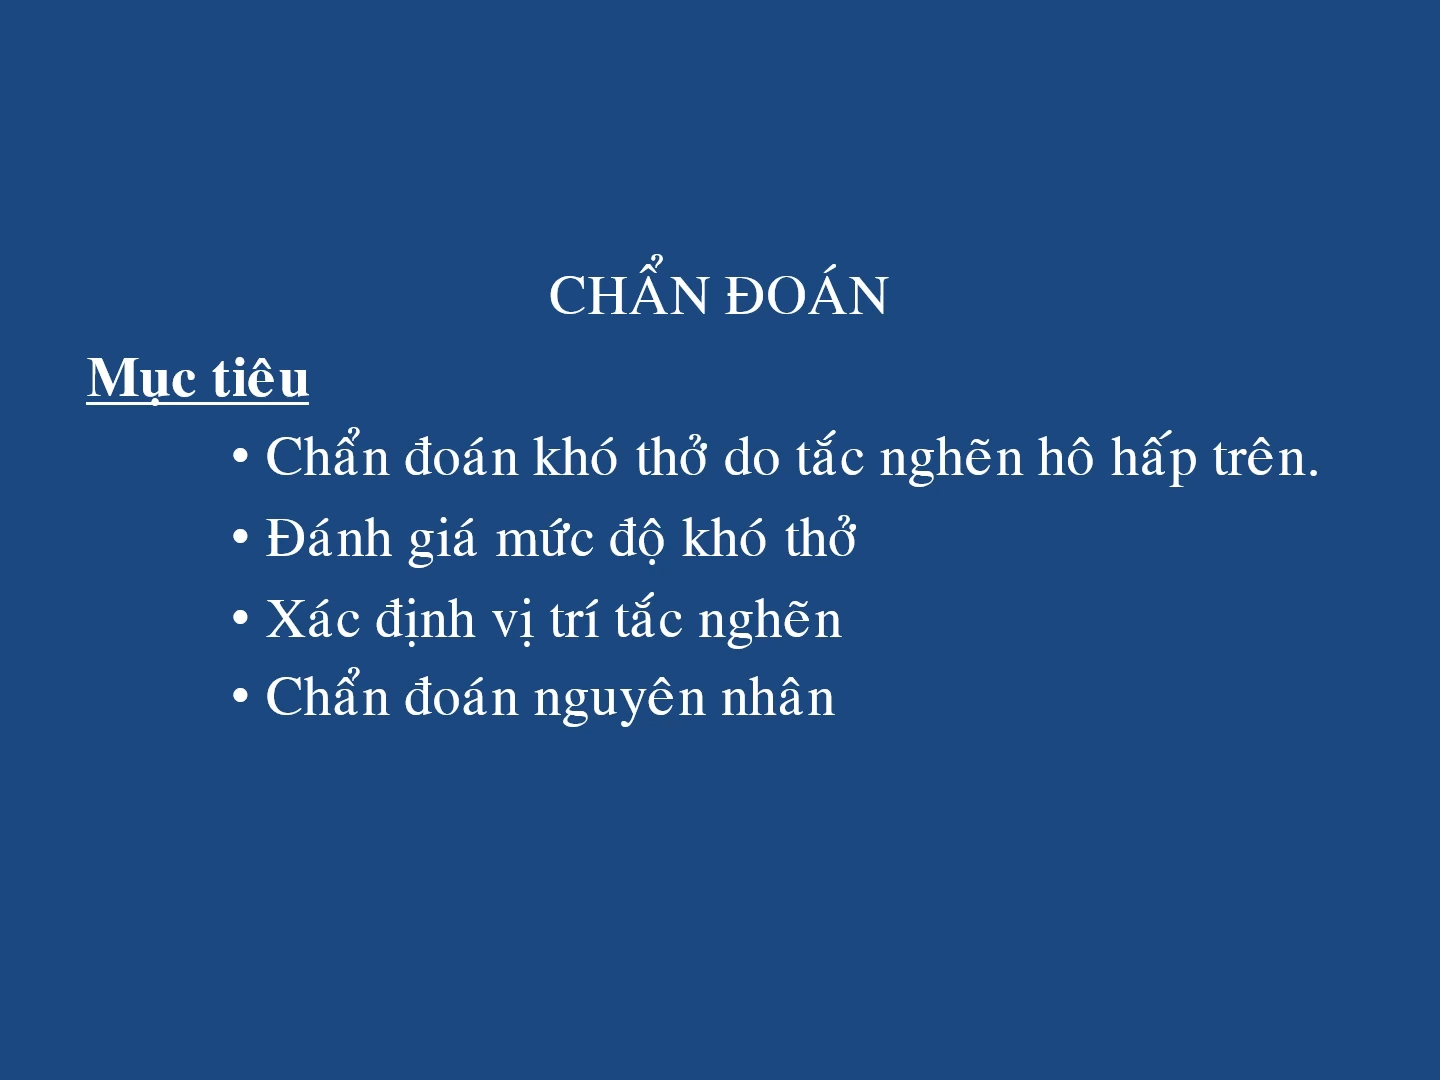 CHẨN ĐOÁN
Mục tiêu
• Chẩn đoán khó thở do tắc nghẽn hô hấp trên.
• Đánh giá mức độ khó thở
• Xác định vị trí tắc nghẽn
• Chẩn đoán nguyên nhân